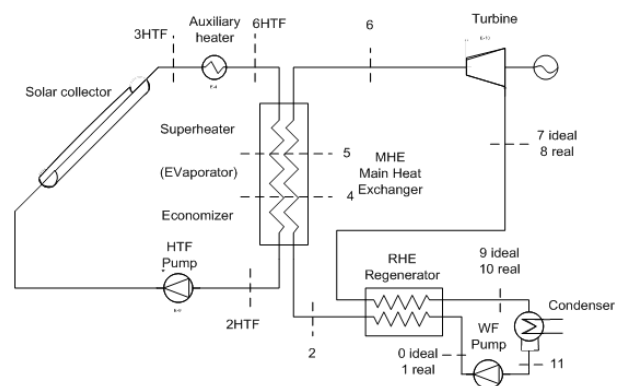 3HTF
Auxiliary
heater
6HTF
6
Turbine
Solar collector
Superheater
7 ideal
8 real
5
MHE
Main Heat
Exchanger
(EVaporator)
4
Economizer
HTF
Pump
RHE
Regenerator
9 ideal
10 real
Condenser
2HTF
2
0 ideal
1 real
WF
Pump
11